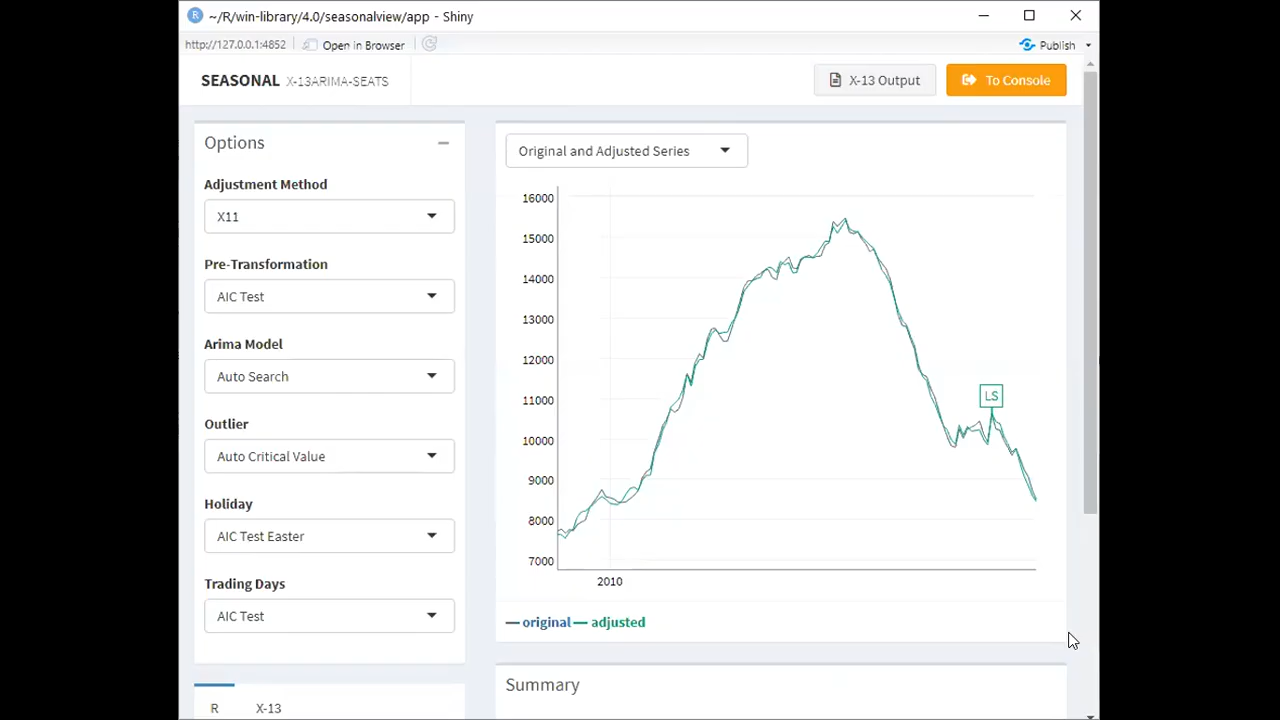 ~/R/win-library/4.0/seasonalview/app - Shiny
http://127.0.0.1:4852 Open in Browser Publish
SEASONAL X-13ARIMA-SEATS X-13 Output To Console
Options
Adjustment Method
X11
Pre-Transformation
AIC Test
Arima Model
Auto Search
Outlier
Auto Critical Value
Holiday
AIC Test Easter
Trading Days
AIC Test
R X-13
Original and Adjusted Series
16000
15000
14000
13000
12000
11000
10000
9000
8000
7000
LS
2010
original adjusted
Summary